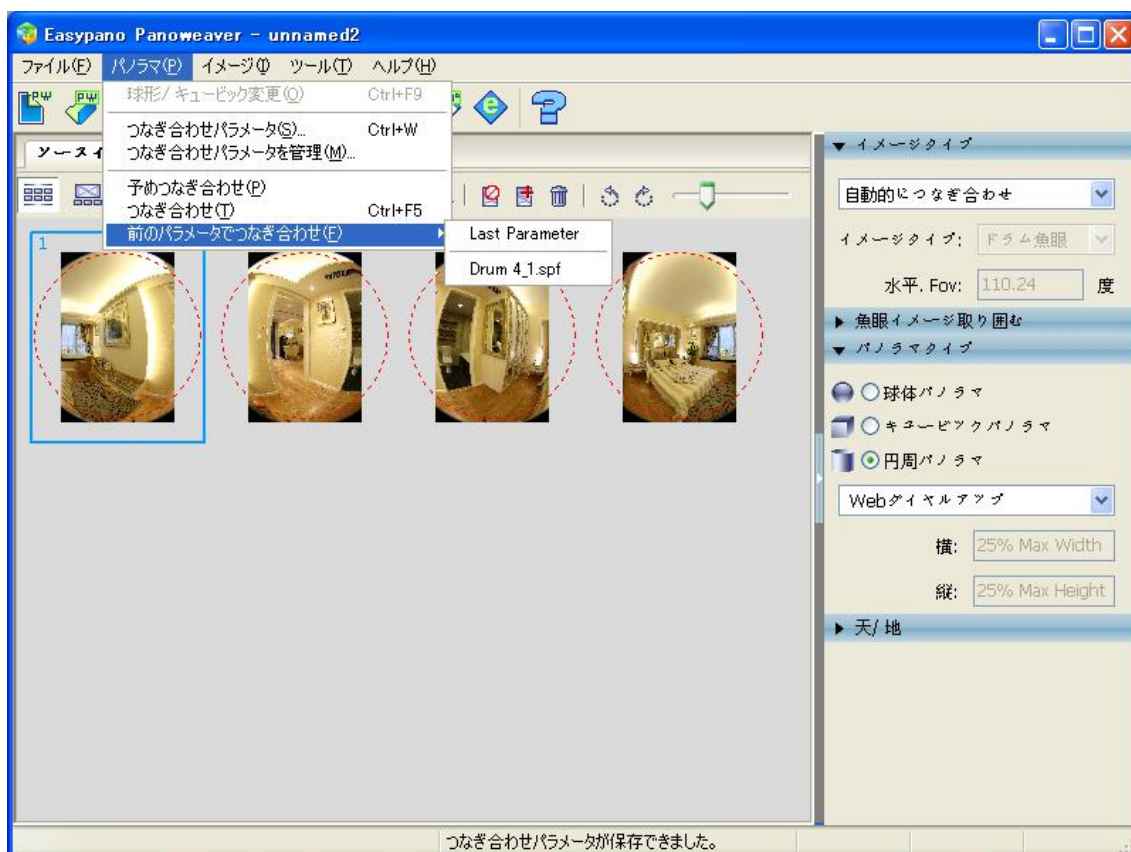 Easypano Panoweaver - unnamed2
ファイル(F) パノラマ(P) イメージ(I) ツール(T) ヘルプ(H)
球形/キュービック変更(O) Ctrl+F9
つなぎ合わせパラメータ(S)... Ctrl+W
つなぎ合わせパラメータを管理(M)...
予めつなぎ合わせ(P)
つなぎ合わせ(T) Ctrl+F5
前のパラメータでつなぎ合わせ(F)
Last Parameter
Drum 4_1.spf
ソースイ
1
イメージタイプ
自動的につなぎ合わせ
イメージタイプ: ドラム魚眼
水平. Fov: 110.24 度
魚眼イメージ取り囲む
パノラマタイプ
球体パノラマ
キュービックパノラマ
円周パノラマ
Webダイヤルアップ
横: 25% Max Width
縦: 25% Max Height
天/地
つなぎ合わせパラメータが保存できました。